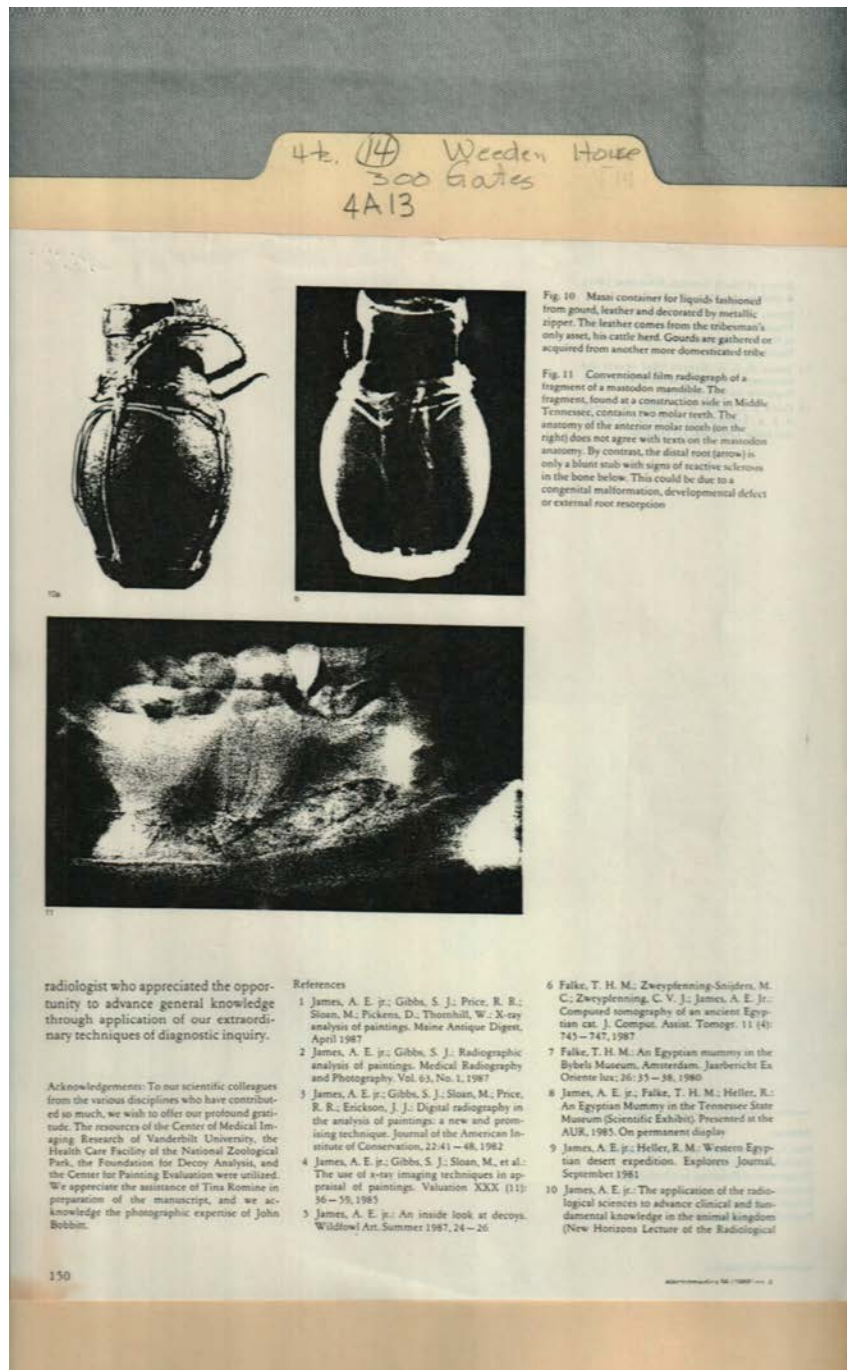 4A13
14 Weeden House
300 Gates
Fig. 10 Masai container for liquids fashioned
from gourd, leather and decorated by metallic
zipper. The leather comes from the tribesman's
only asset, his cattle herd. Gourds are gathered or
acquired from another more domesticated tribe
Fig. 11 Conventional film radiograph of a
fragment of a mastodon mandible. The
fragment, found at a construction side in Middle
Tennessee, contains two molar teeth. The
anatomy of the anterior molar tooth (on the
right) does not agree with texts on the mastodon
anatomy. By contrast, the distal root (arrow) is
only a blunt stub with signs of reactive sclerosis
in the bone below. This could be due to a
congenital malformation, developmental defect
or external root resorption
10a
11
radiologist who appreciated the oppor-
tunity to advance general knowledge
through application of our extraordi-
nary techniques of diagnostic inquiry.
Acknowledgements: To our scientific colleagues
from the various disciplines who have contribut-
ed so much, we wish to offer our profound grati-
tude. The resources of the Center of Medical Im-
aging Research of Vanderbilt University, the
Health Care Facility of the National Zoological
Park, the Foundation for Decoy Analysis, and
the Center for Painting Evaluation were utilized.
We appreciate the assistance of Tina Romine in
preparation of the manuscript, and we ac-
knowledge the photographic expertise of John
Bobbitt.
References
1 James, A. E. jr.; Gibbs, S. J.; Price, R. R.;
Sloan, M.; Pickens, D.; Thornhill, W.: X-ray
analysis of paintings. Maine Antique Digest,
April 1987
2 James, A. E. jr.; Gibbs, S. J.: Radiographic
analysis of paintings. Medical Radiography
and Photography. Vol. 63, No. 1, 1987
3 James, A. E. jr.; Gibbs, S. J.; Sloan, M.; Price,
R. R.; Erickson, J. J.: Digital radiography in
the analysis of paintings: a new and prom-
ising technique. Journal of the American In-
stitute of Conservation, 22:41–48, 1982
4 James, A. E. jr.; Gibbs, S. J.; Sloan, M., et al.:
The use of x-ray imaging techniques in ap-
praisal of paintings. Valuation XXX (11):
36–59, 1985
5 James, A. E. jr.: An inside look at decoys.
Wildfowl Art. Summer 1987, 24–26
6 Falke, T. H. M.; Zweypfenning-Snijders, M.
C.; Zweypfenning, C. V. J.; James, A. E. Jr.:
Computed tomography of an ancient Egyp-
tian cat. J. Comput. Assist. Tomogr. 11 (4):
745–747, 1987
7 Falke, T. H. M.: An Egyptian mummy in the
Bybels Museum, Amsterdam. Jaarbericht Ex
Oriente lux; 26: 35–38, 1980
8 James, A. E. jr.; Falke, T. H. M.; Heller, R.:
An Egyptian Mummy in the Tennessee State
Museum (Scientific Exhibit). Presented at the
AUR, 1985. On permanent display
9 James, A. E. jr.; Heller, R. M.: Western Egyp-
tian desert expedition. Explorers Journal,
September 1981
10 James, A. E. jr.: The application of the radio-
logical sciences to advance clinical and fun-
damental knowledge in the animal kingdom
(New Horizons Lecture of the Radiological
150